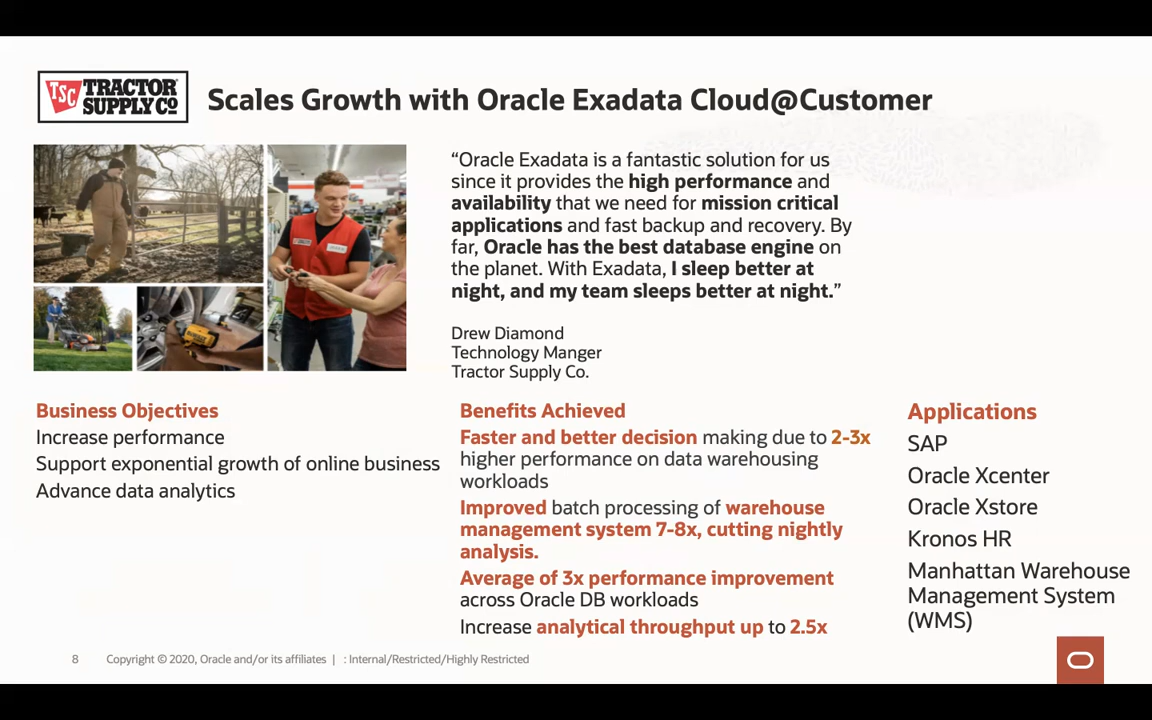 TSC TRACTOR
SUPPLY CO
Scales Growth with Oracle Exadata Cloud@Customer
“Oracle Exadata is a fantastic solution for us
since it provides the high performance and
availability that we need for mission critical
applications and fast backup and recovery. By
far, Oracle has the best database engine on
the planet. With Exadata, I sleep better at
night, and my team sleeps better at night.”
Drew Diamond
Technology Manger
Tractor Supply Co.
Business Objectives
Increase performance
Support exponential growth of online business
Advance data analytics
Benefits Achieved
Faster and better decision making due to 2-3x
higher performance on data warehousing
workloads
Improved batch processing of warehouse
management system 7-8x, cutting nightly
analysis.
Average of 3x performance improvement
across Oracle DB workloads
Increase analytical throughput up to 2.5x
Applications
SAP
Oracle Xcenter
Oracle Xstore
Kronos HR
Manhattan Warehouse
Management System
(WMS)
8 Copyright © 2020, Oracle and/or its affiliates | : Internal/Restricted/Highly Restricted